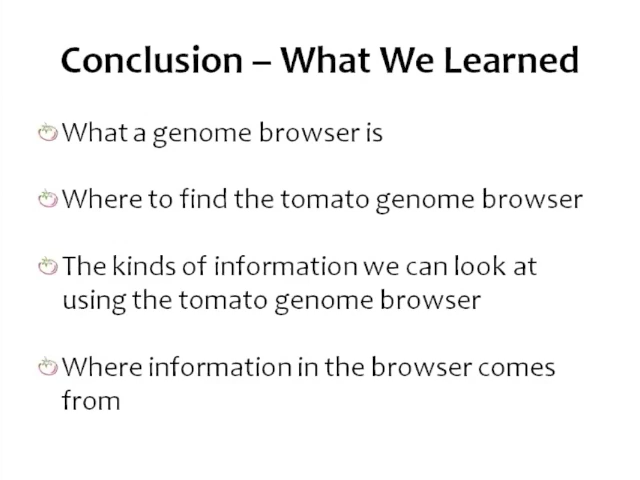 Conclusion – What We Learned
What a genome browser is
Where to find the tomato genome browser
The kinds of information we can look at
using the tomato genome browser
Where information in the browser comes
from